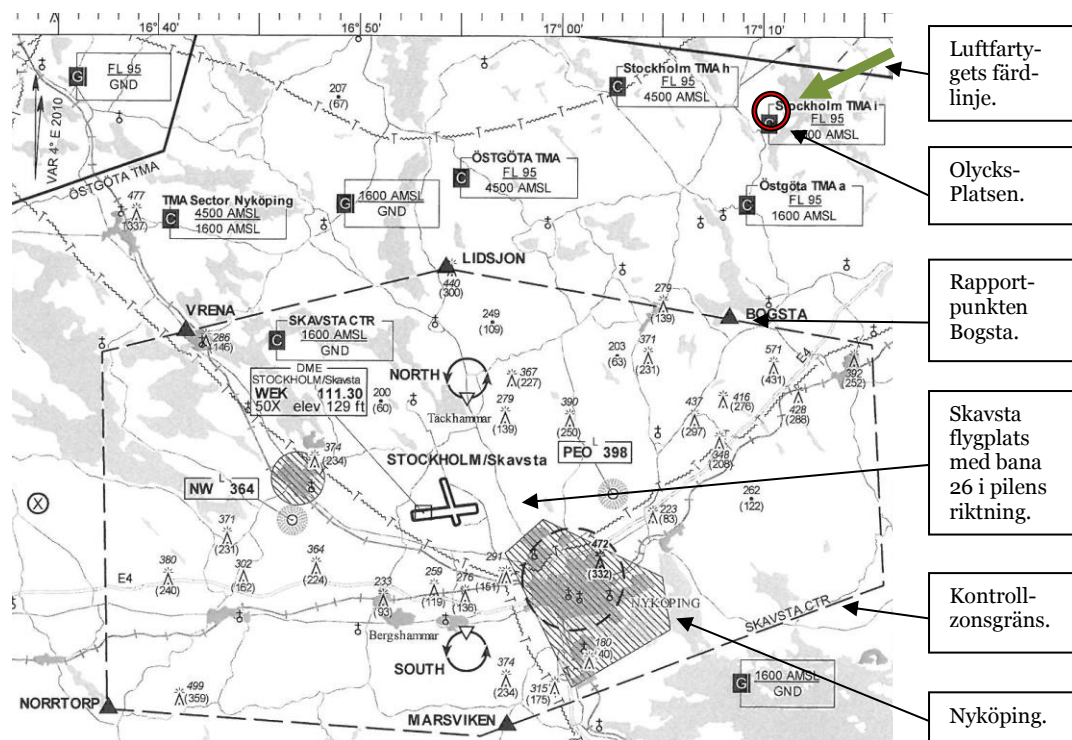 16° 40'
16° 50'
17° 00'
17° 10'
G
FL 95
GND
207
(67)
Stockholm TMA h
C
FL 95
4500 AMSL
Stockholm TMA i
FL 95
VAR 4° E 2010
ÖSTGÖTA TMA
477
(337)
TMA Sector Nyköping
C
4500 AMSL
1600 AMSL
G
1600 AMSL
GND
ÖSTGÖTA TMA
C
FL 95
4500 AMSL
Östgöta TMA a
C
FL 95
1600 AMSL
LIDSJON
440
(300)
VRENA
286
(146)
249
(109)
279
(139)
BOGSTA
SKAVSTA CTR
C
1600 AMSL
GND
203
(63)
371
(231)
571
(431)
E4
392
(252)
DME
STOCKHOLM/Skavsta
WEK 111.30
50X elev 129 ft
200
(60)
NORTH
Täckhammar
367
(227)
279
(139)
390
(250)
437
(297)
416
(276)
428
(288)
348
(208)
374
(234)
STOCKHOLM/Skavsta
L
PEO 398
L
NW 364
X
262
(122)
223
(83)
371
(231)
380
(240)
302
(162)
364
(224)
E4
233
(93)
259
(119)
276
(136)
291
(151)
472
(332)
NYKÖPING
Bergshammar
SOUTH
180
40)
374
(234)
315
(175)
499
(359)
NORRTORP
MARSVIKEN
SKAVSTA CTR
G
1600 AMSL
GND
Luftfarty-
gets färd-
linje.
Olycks-
Platsen.
Rapport-
punkten
Bogsta.
Skavsta
flygplats
med bana
26 i pilens
riktning.
Kontroll-
zonsgräns.
Nyköping.